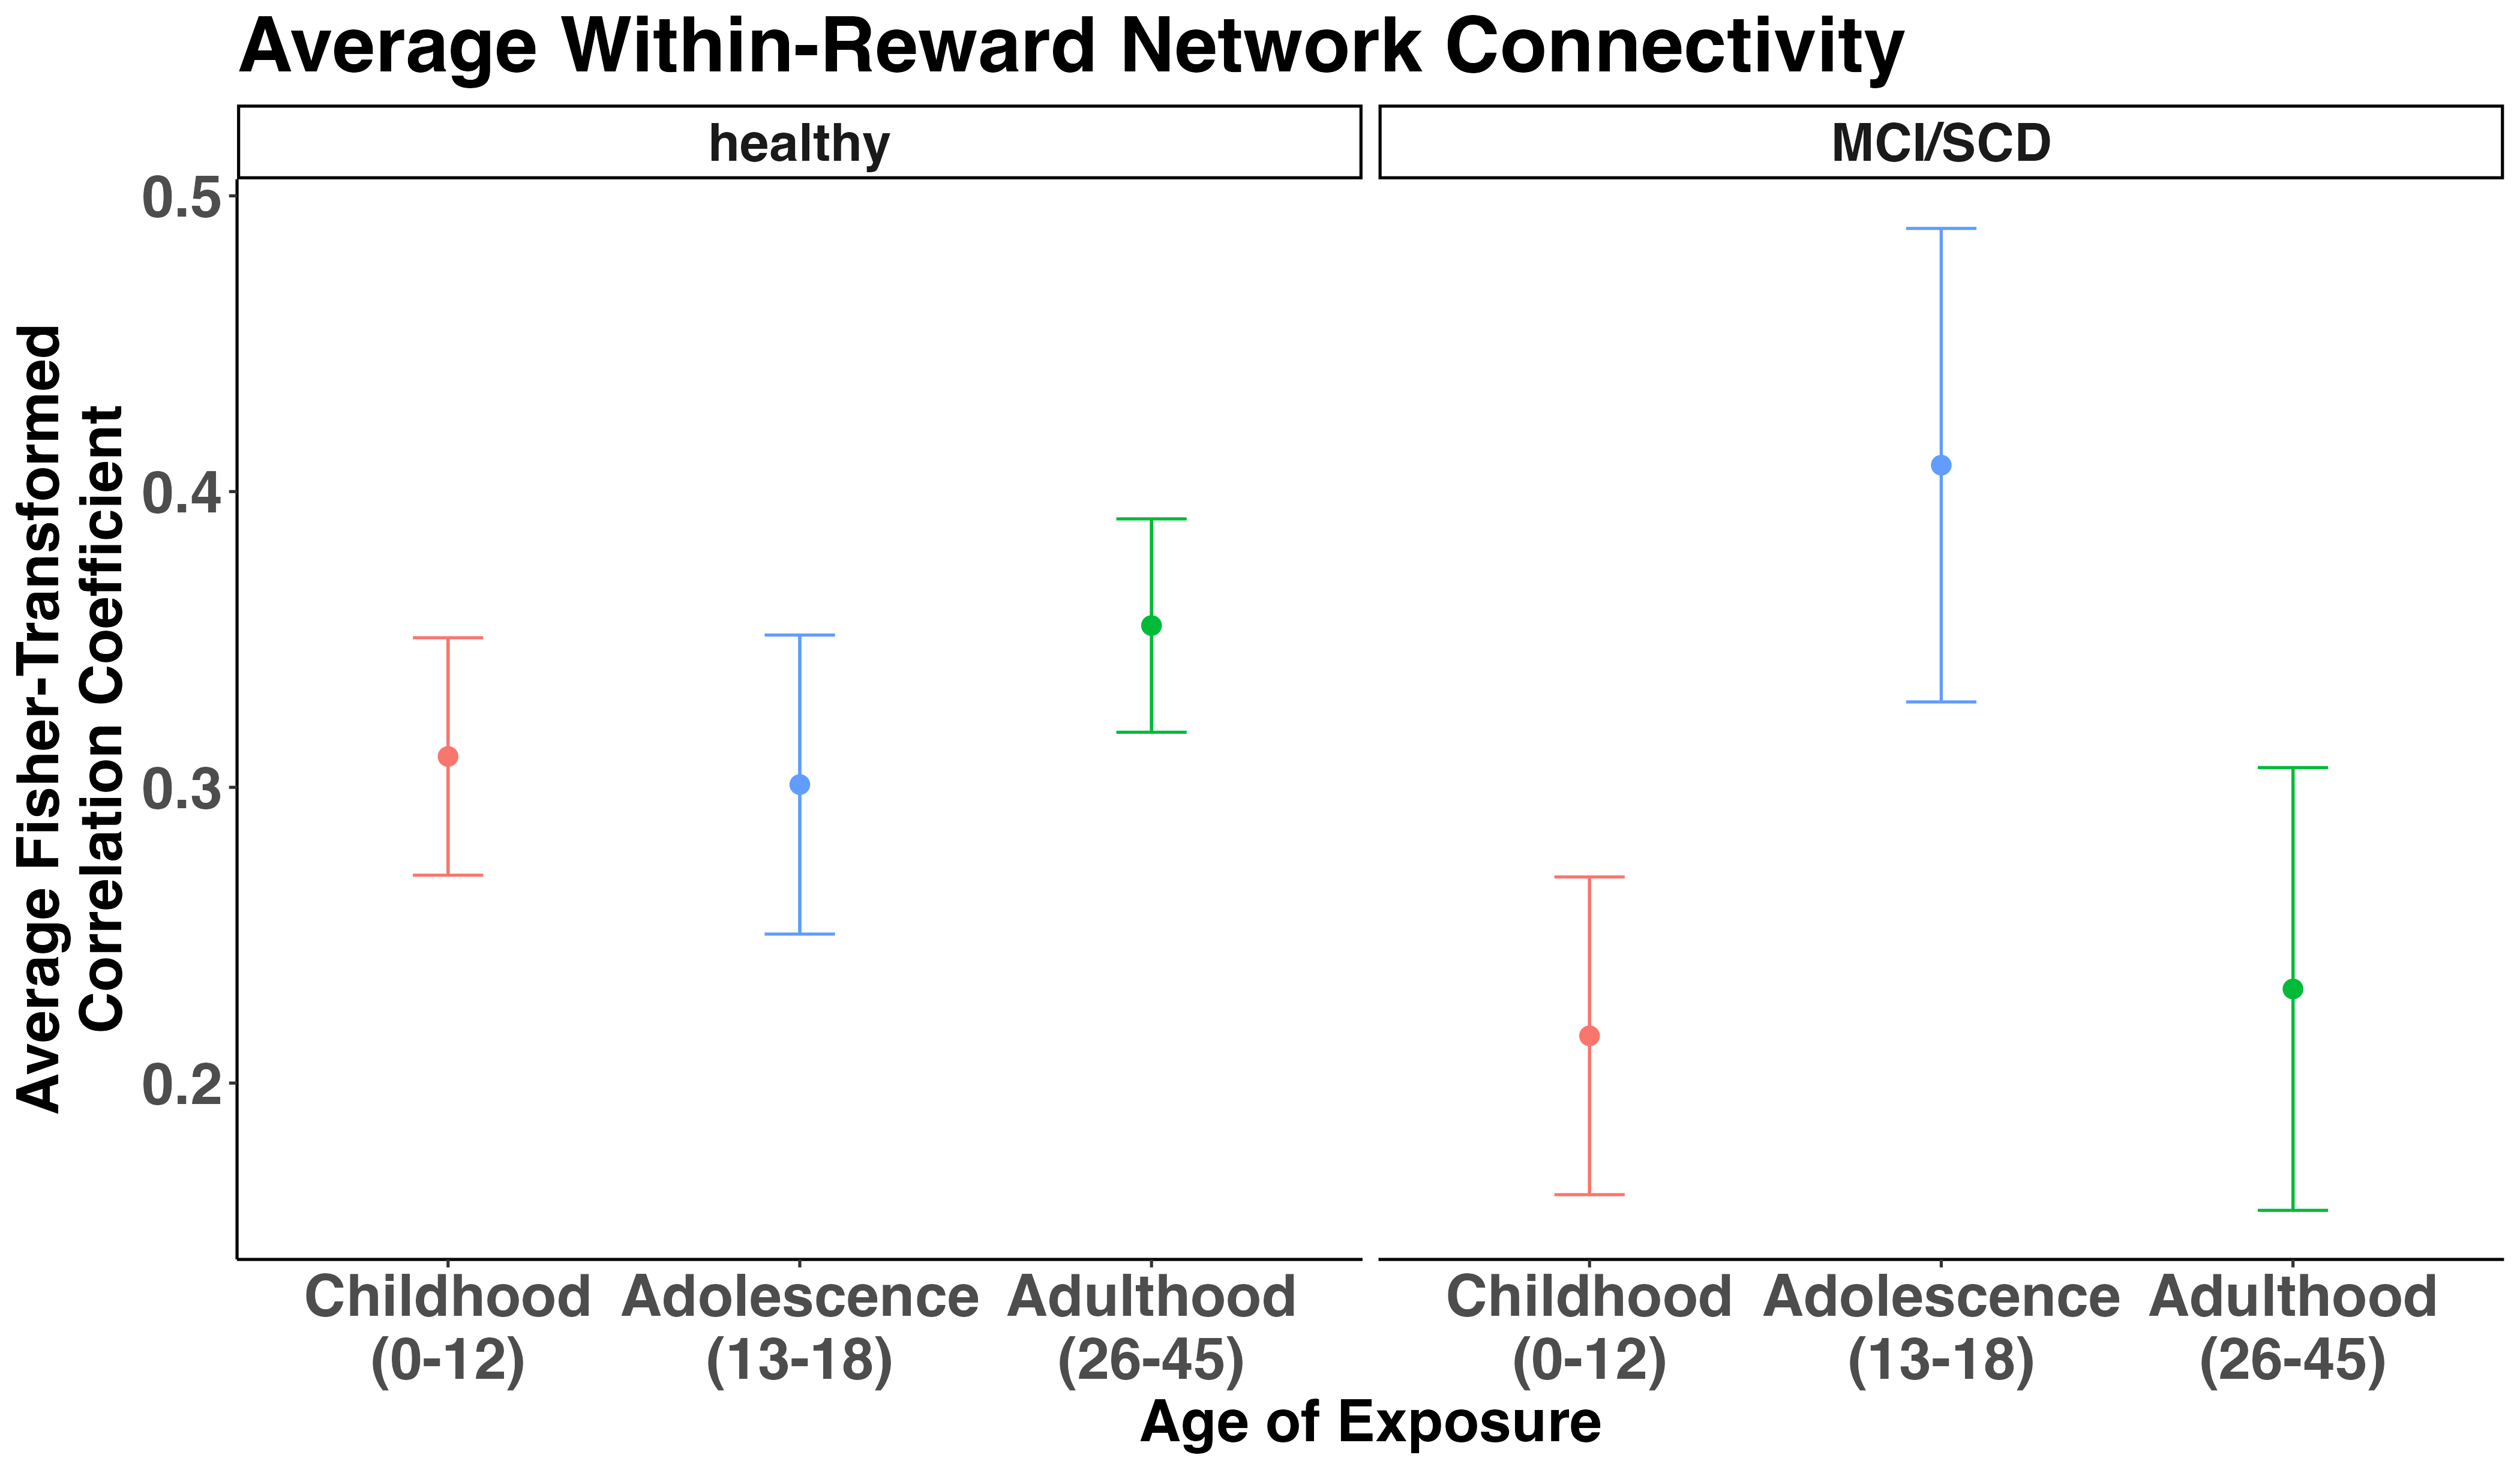 Average Within-Reward Network Connectivity
healthy
MCI/SCD
Average Fisher-Transformed
Correlation Coefficient
0.5
0.4
0.3
0.2
Childhood
(0-12)
Adolescence
(13-18)
Adulthood
(26-45)
Childhood
(0-12)
Adolescence
(13-18)
Adulthood
(26-45)
Age of Exposure